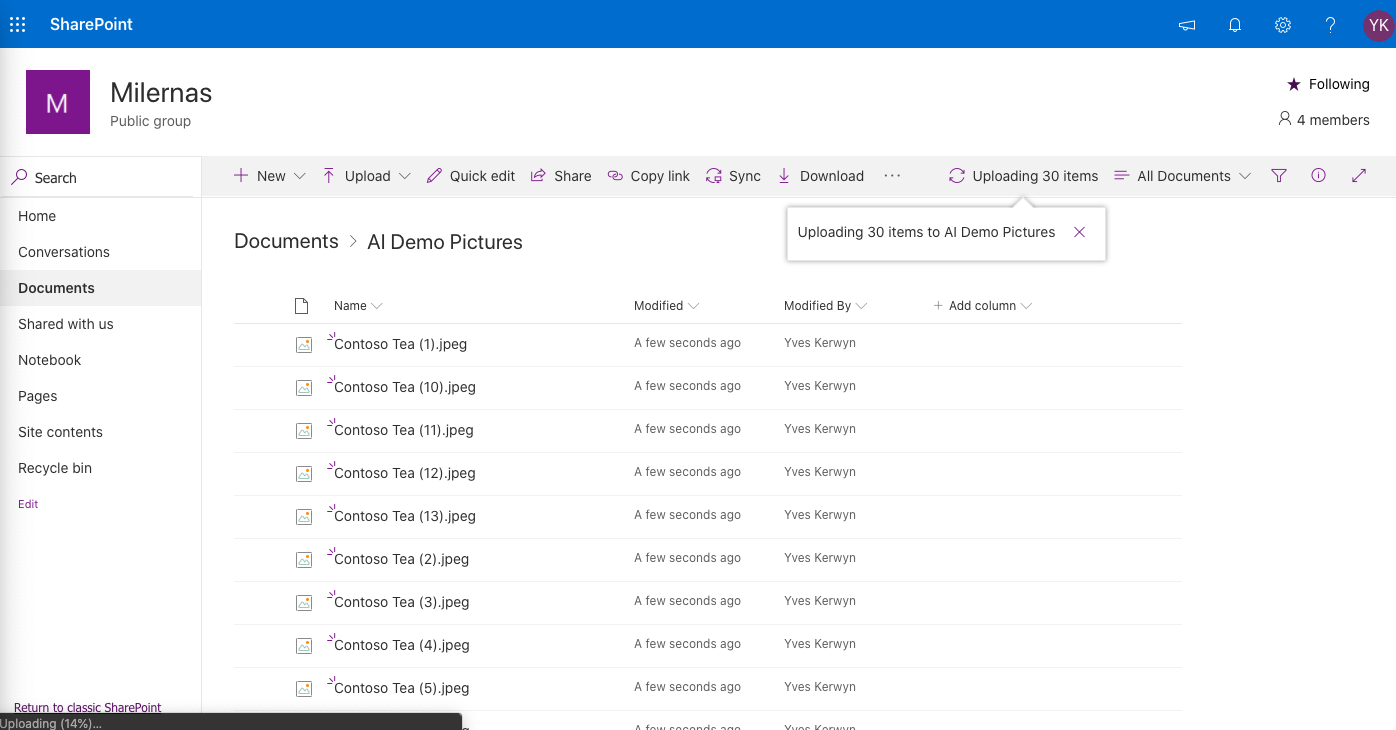 SharePoint
YK
M
Milernas
Public group
Following
4 members
Search
New Upload Quick edit Share Copy link Sync Download ... Uploading 30 items All Documents
Uploading 30 items to AI Demo Pictures
Home
Conversations
Documents
Shared with us
Notebook
Pages
Site contents
Recycle bin
Edit
Return to classic SharePoint
Documents > AI Demo Pictures
Name Modified Modified By + Add column
Contoso Tea (1).jpeg A few seconds ago Yves Kerwyn
Contoso Tea (10).jpeg A few seconds ago Yves Kerwyn
Contoso Tea (11).jpeg A few seconds ago Yves Kerwyn
Contoso Tea (12).jpeg A few seconds ago Yves Kerwyn
Contoso Tea (13).jpeg A few seconds ago Yves Kerwyn
Contoso Tea (2).jpeg A few seconds ago Yves Kerwyn
Contoso Tea (3).jpeg A few seconds ago Yves Kerwyn
Contoso Tea (4).jpeg A few seconds ago Yves Kerwyn
Contoso Tea (5).jpeg A few seconds ago Yves Kerwyn
A few seconds ago Yves Kerwyn
Uploading (14%)...